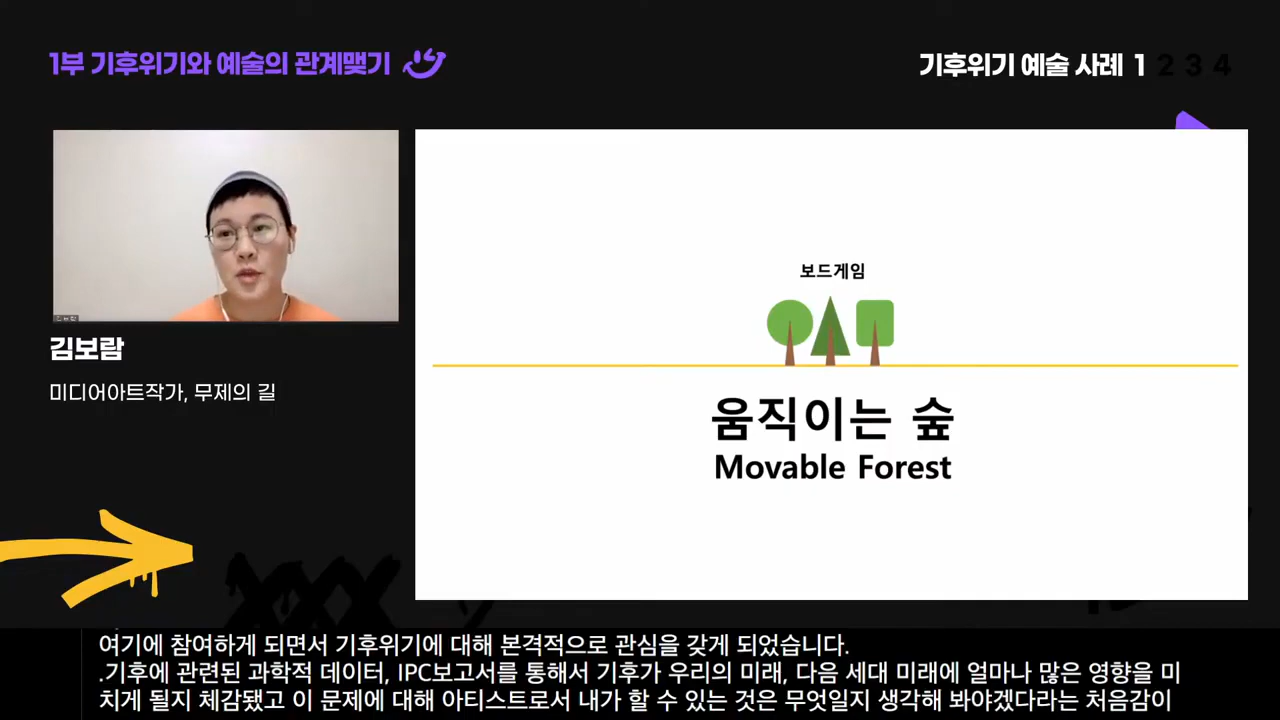 1부 기후위기와 예술의 관계맺기
기후위기 예술 사례 1 2 3 4
김보람
김보람
미디어아트작가, 무제의 길
보드게임
움직이는 숲
Movable Forest
여기에 참여하게 되면서 기후위기에 대해 본격적으로 관심을 갖게 되었습니다.
.기후에 관련된 과학적 데이터, IPC보고서를 통해서 기후가 우리의 미래, 다음 세대 미래에 얼마나 많은 영향을 미
치게 될지 체감됐고 이 문제에 대해 아티스트로서 내가 할 수 있는 것은 무엇일지 생각해 봐야겠다라는 처음감이